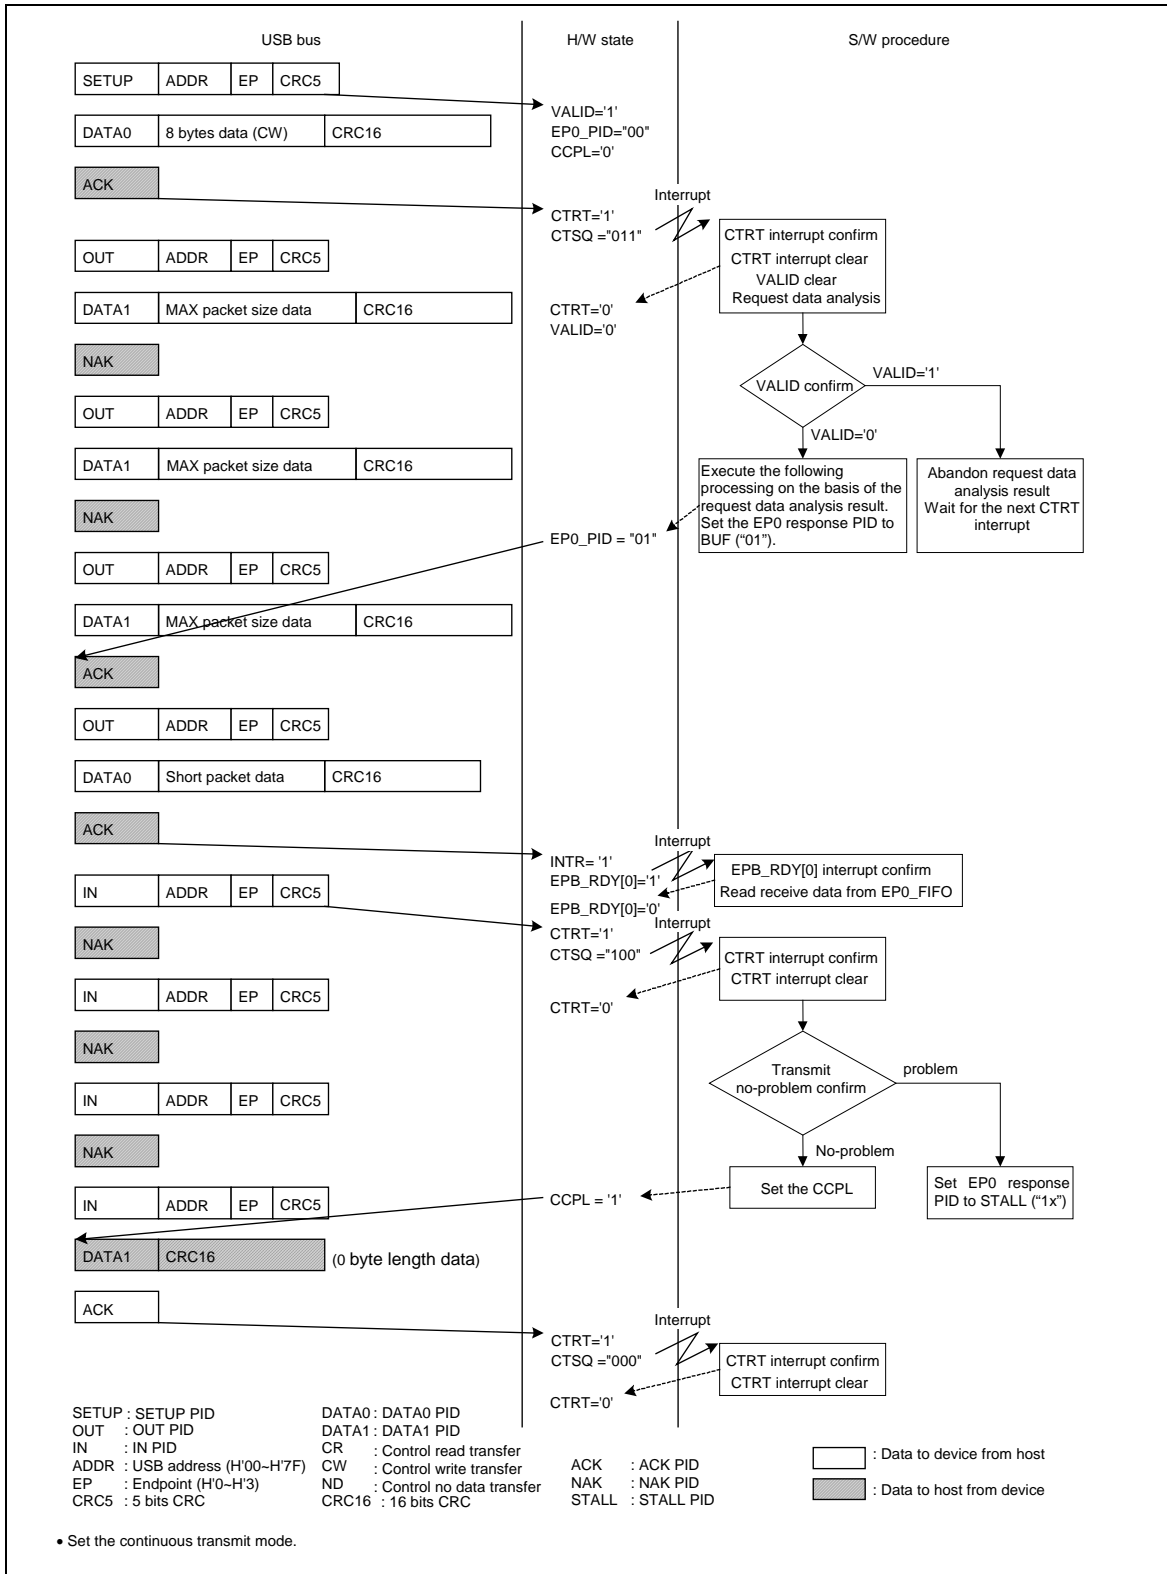 USB bus
H/W state
S/W procedure
SETUP ADDR EP CRC5
VALID='1'
EP0_PID="00"
CCPL='0'
DATA0 8 bytes data (CW) CRC16
ACK
Interrupt
CTRT='1'
CTSQ ="011"
CTRT interrupt confirm
CTRT interrupt clear
VALID clear
Request data analysis
OUT ADDR EP CRC5
DATA1 MAX packet size data CRC16
CTRT='0'
VALID='0'
NAK
VALID confirm
VALID='1'
VALID='0'
OUT ADDR EP CRC5
DATA1 MAX packet size data CRC16
Execute the following
processing on the basis of the
request data analysis result.
Set the EP0 response PID to
BUF (“01”).
Abandon request data
analysis result
Wait for the next CTRT
interrupt
NAK
EP0_PID = "01"
OUT ADDR EP CRC5
DATA1 MAX packet size data CRC16
ACK
OUT ADDR EP CRC5
DATA0 Short packet data CRC16
ACK
Interrupt
INTR= '1'
EPB_RDY[0]='1'
EPB_RDY[0] interrupt confirm
Read receive data from EP0_FIFO
IN ADDR EP CRC5
EPB_RDY[0]='0'
Interrupt
CTRT='1'
CTSQ ="100"
NAK
CTRT interrupt confirm
CTRT interrupt clear
IN ADDR EP CRC5
CTRT='0'
NAK
Transmit
no-problem confirm
problem
No-problem
IN ADDR EP CRC5
NAK
Set the CCPL
Set EP0 response
PID to STALL (“1x”)
IN ADDR EP CRC5
CCPL = '1'
DATA1 CRC16 (0 byte length data)
ACK
Interrupt
CTRT='1'
CTSQ ="000"
CTRT interrupt confirm
CTRT interrupt clear
CTRT='0'
SETUP : SETUP PID
OUT : OUT PID
IN : IN PID
ADDR : USB address (H'00~H'7F)
EP : Endpoint (H'0~H'3)
CRC5 : 5 bits CRC
DATA0 : DATA0 PID
DATA1 : DATA1 PID
CR : Control read transfer
CW : Control write transfer
ND : Control no data transfer
CRC16 : 16 bits CRC
ACK : ACK PID
NAK : NAK PID
STALL : STALL PID
: Data to device from host
: Data to host from device
• Set the continuous transmit mode.